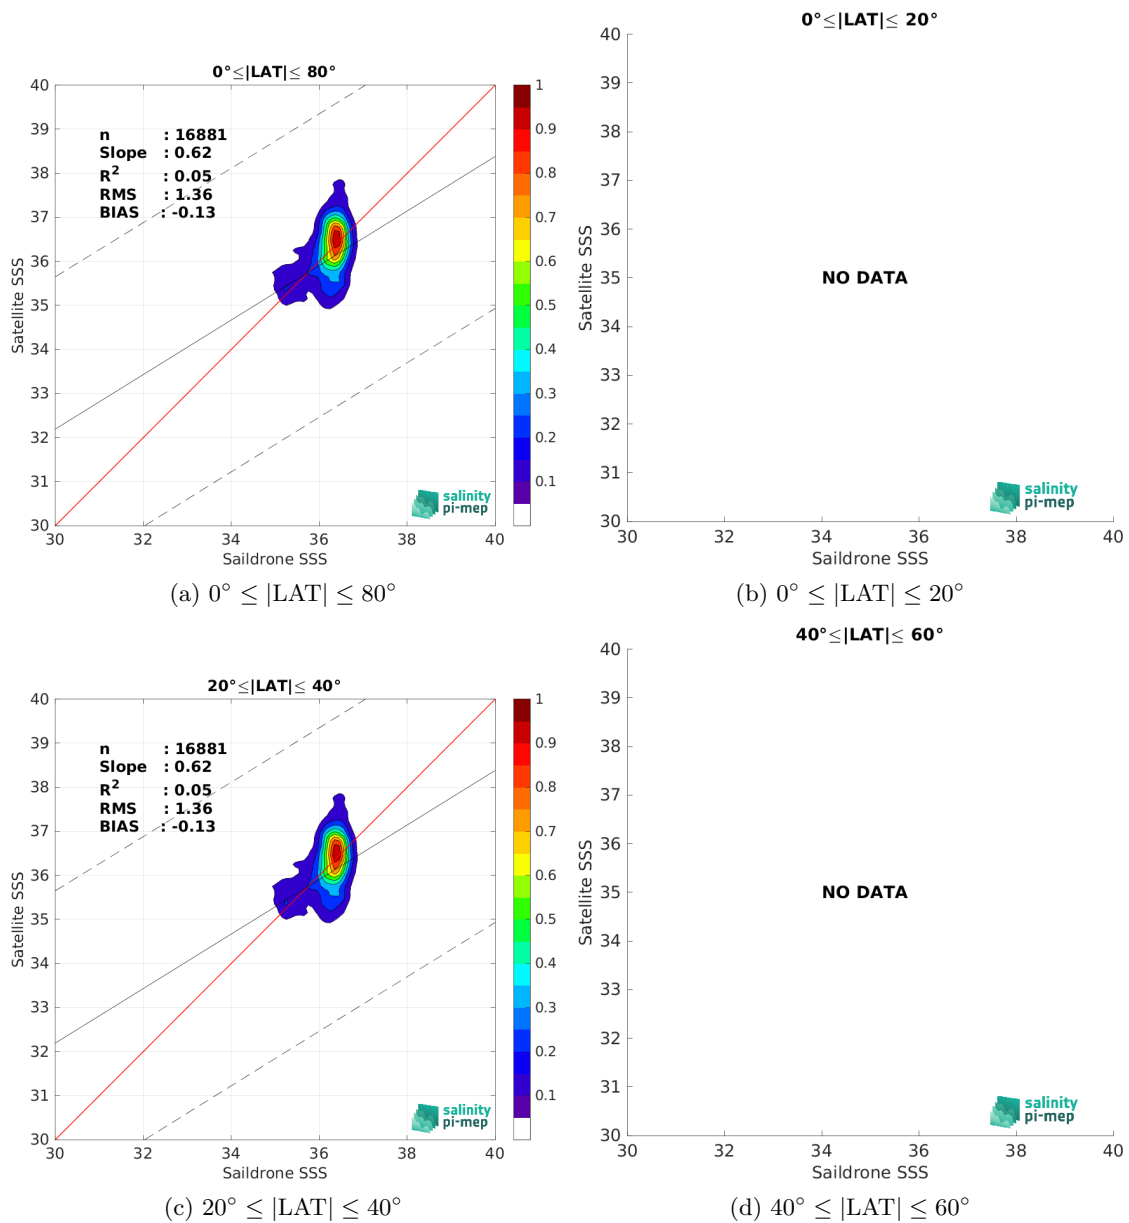 0°≤|LAT|≤ 80°
40
39
38
37
36
35
34
33
32
31
30
Satellite SSS
n : 16881
Slope : 0.62
R² : 0.05
RMS : 1.36
BIAS : -0.13
salinity
pi-mep
30 32 34 36 38 40
Saildrone SSS
1
0.9
0.8
0.7
0.6
0.5
0.4
0.3
0.2
0.1
(a) 0° ≤ |LAT| ≤ 80°
0°≤|LAT|≤ 20°
40
39
38
37
36
35
34
33
32
31
30
Satellite SSS
NO DATA
salinity
pi-mep
30 32 34 36 38 40
Saildrone SSS
(b) 0° ≤ |LAT| ≤ 20°
20°≤|LAT|≤ 40°
40
39
38
37
36
35
34
33
32
31
30
Satellite SSS
n : 16881
Slope : 0.62
R² : 0.05
RMS : 1.36
BIAS : -0.13
salinity
pi-mep
30 32 34 36 38 40
Saildrone SSS
1
0.9
0.8
0.7
0.6
0.5
0.4
0.3
0.2
0.1
(c) 20° ≤ |LAT| ≤ 40°
40°≤|LAT|≤ 60°
40
39
38
37
36
35
34
33
32
31
30
Satellite SSS
NO DATA
salinity
pi-mep
30 32 34 36 38 40
Saildrone SSS
(d) 40° ≤ |LAT| ≤ 60°